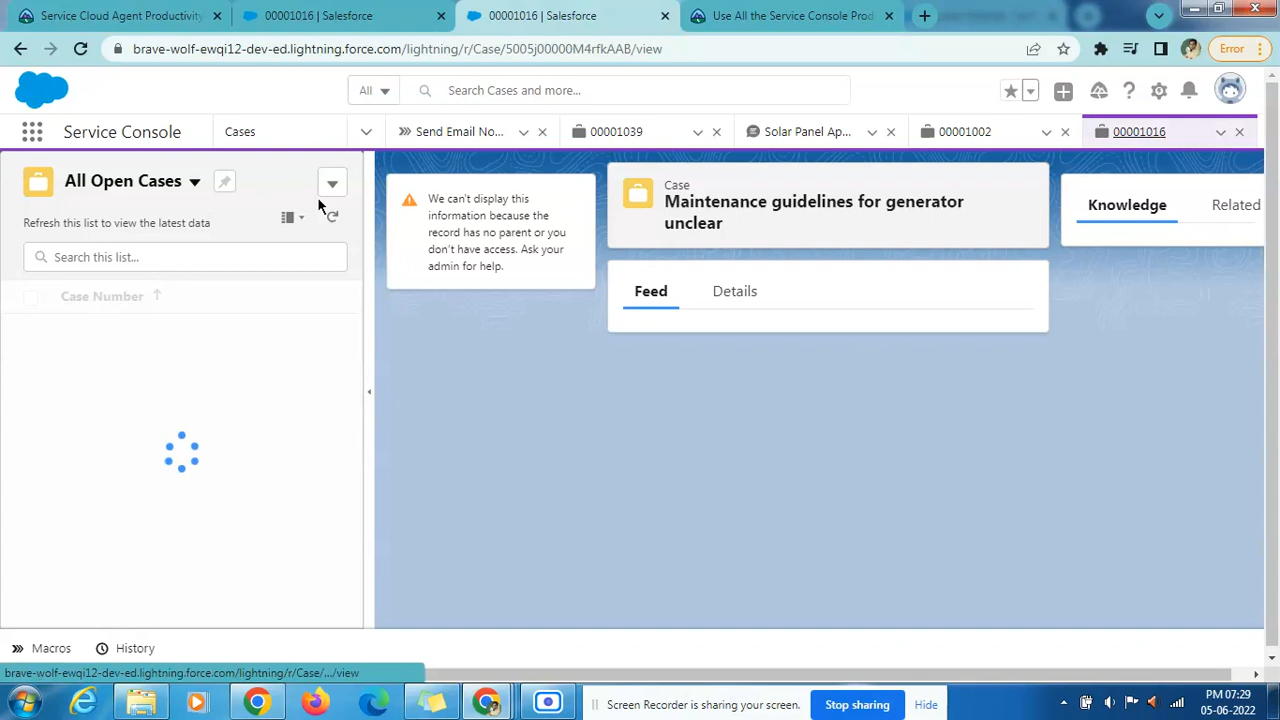 Service Cloud Agent Productivity
00001016 | Salesforce
00001016 | Salesforce
Use All the Service Console Prod
brave-wolf-ewqi12-dev-ed.lightning.force.com/lightning/r/Case/5005j00000M4rfkAAB/view
Error
All
Search Cases and more...
Service Console
Cases
Send Email No...
00001039
Solar Panel Ap...
00001002
00001016
All Open Cases
Refresh this list to view the latest data
Search this list...
Case Number
We can't display this
information because the
record has no parent or you
don't have access. Ask your
admin for help.
Case
Maintenance guidelines for generator
unclear
Feed
Details
Knowledge
Related
Macros
History
brave-wolf-ewqi12-dev-ed.lightning.force.com/lightning/r/Case/.../view
Screen Recorder is sharing your screen.
Stop sharing
Hide
PM 07:29
05-06-2022